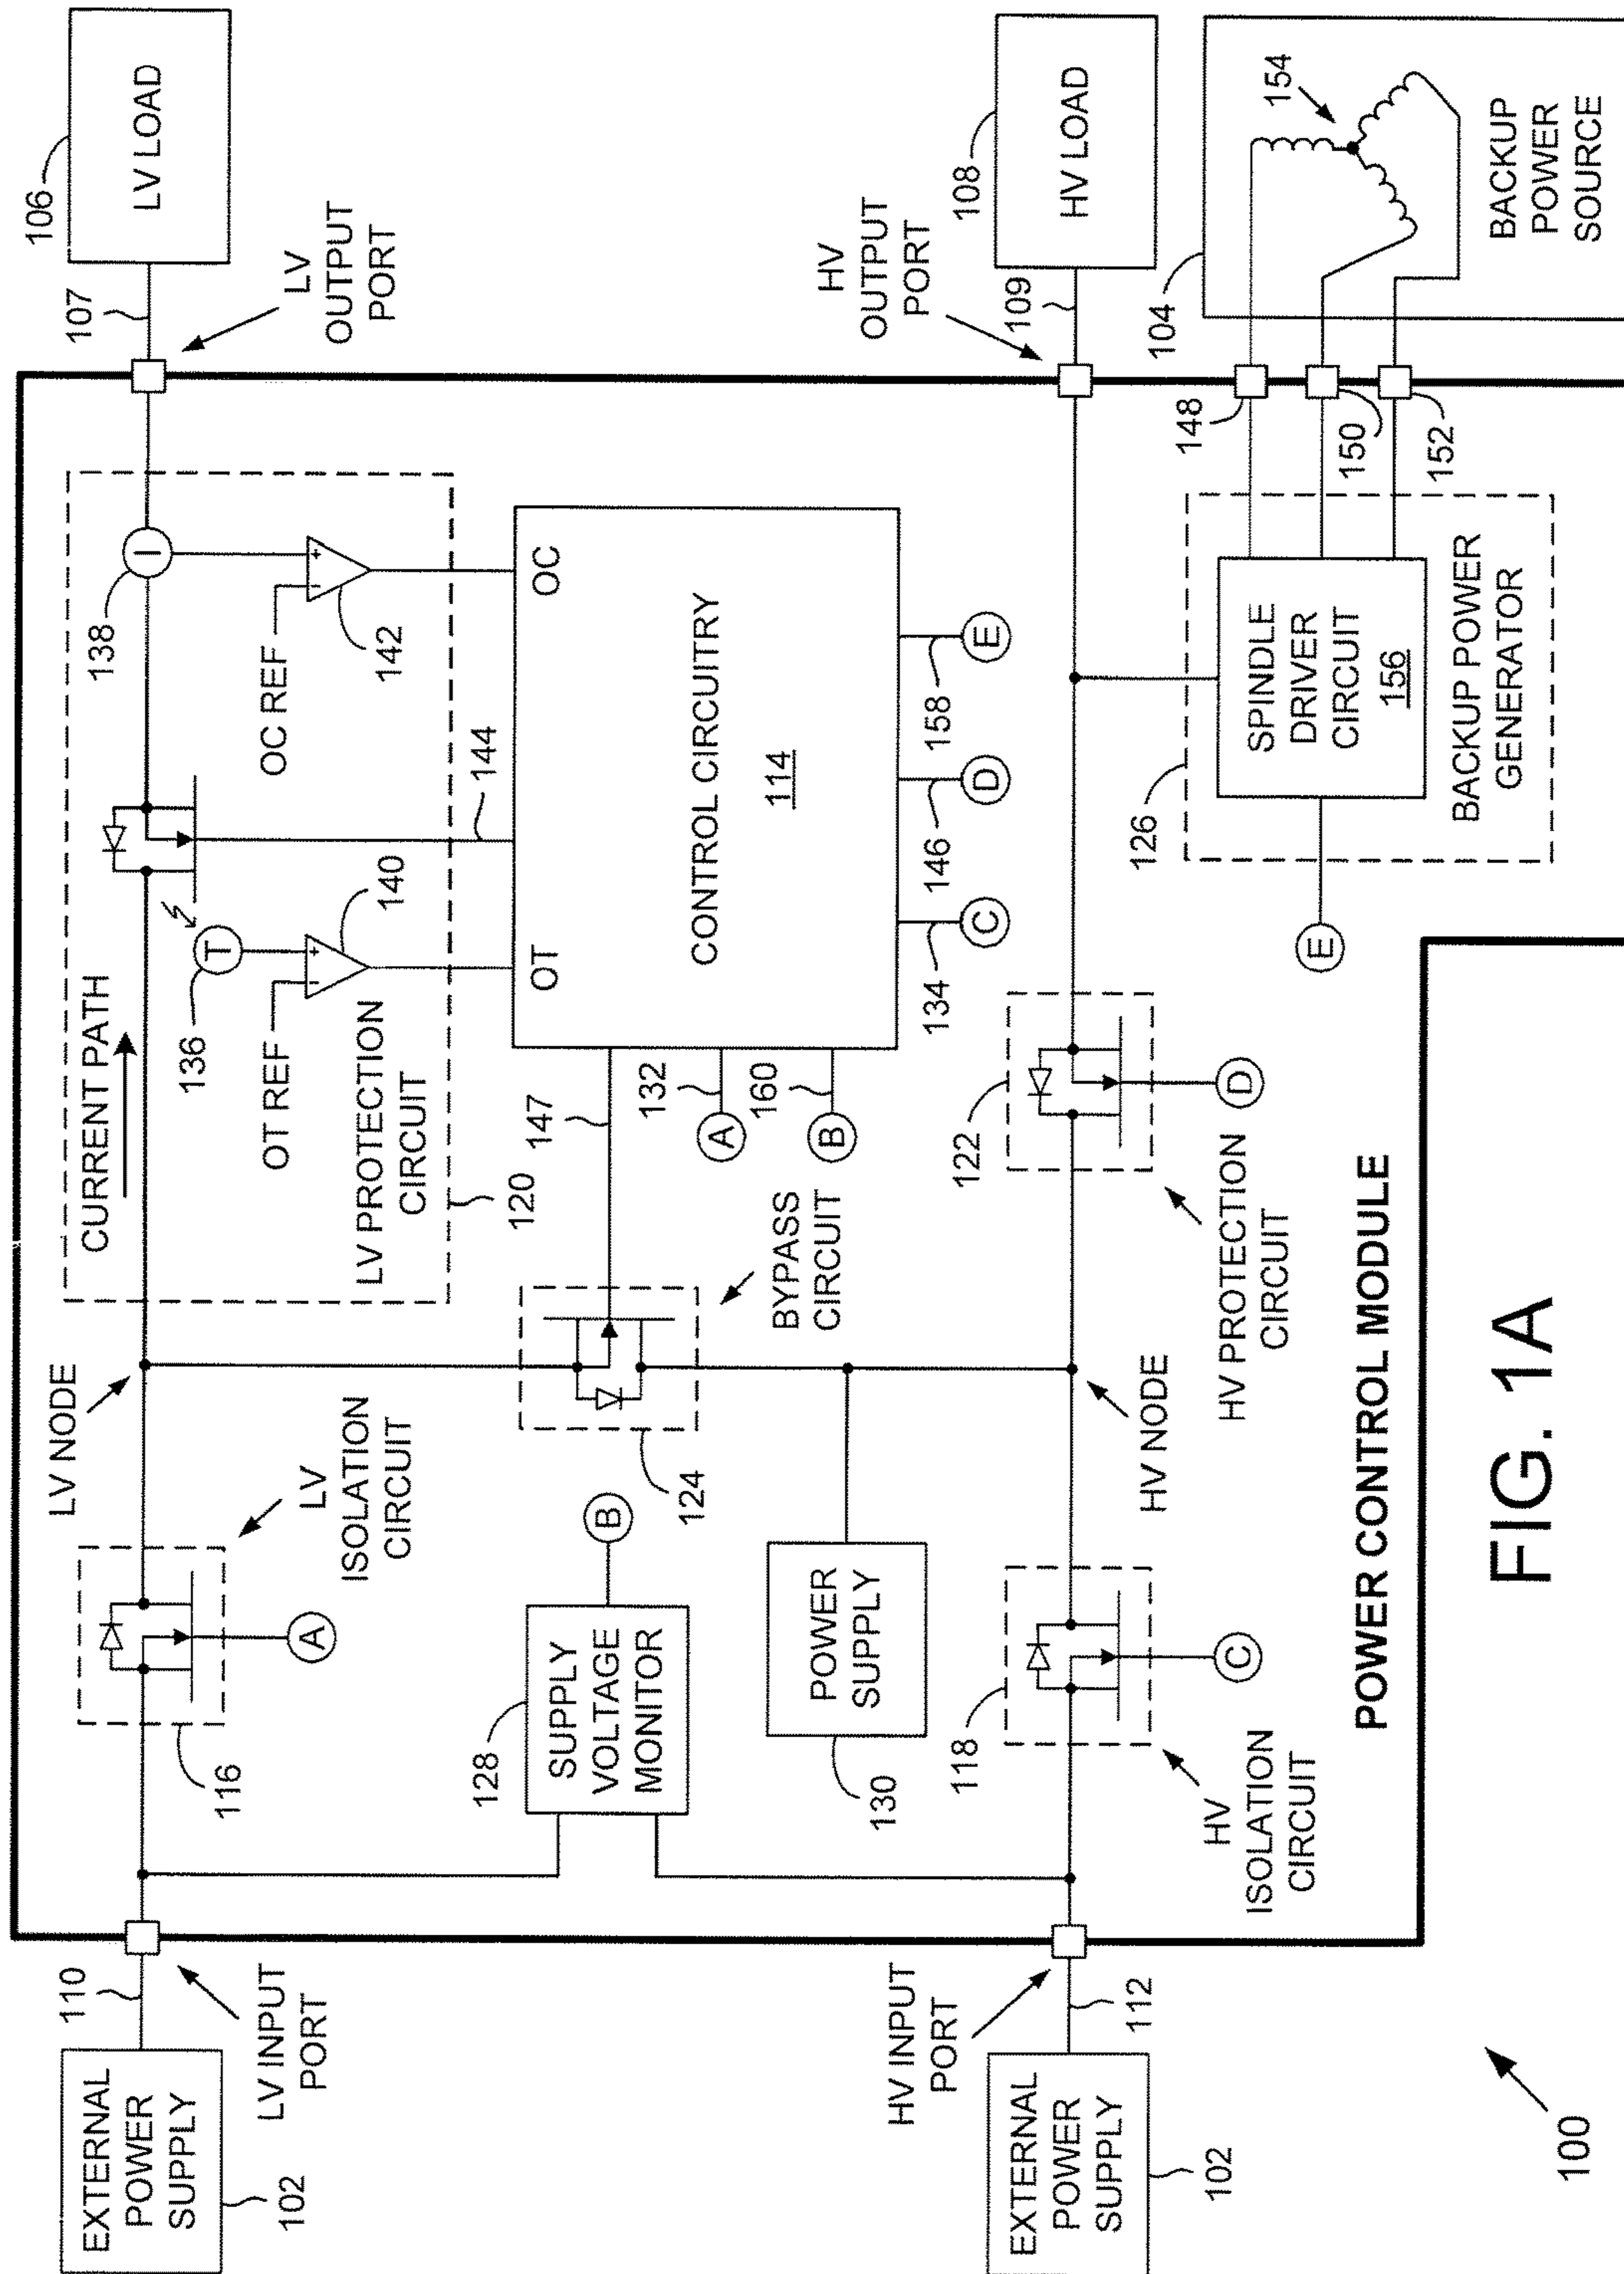 106
LV LOAD
107
LV
OUTPUT
PORT
HV
OUTPUT
PORT
108
HV LOAD
109
104
154
BACKUP
POWER
SOURCE
148
150
152
138
I
+
-
142
OC REF
OC
144
T
136
+
-
140
OT REF
OT
CURRENT PATH
LV PROTECTION
CIRCUIT
120
CONTROL CIRCUITRY
114
147
132
A
160
B
134
C
146
D
158
E
SPINDLE
DRIVER
CIRCUIT
156
BACKUP POWER
GENERATOR
126
E
122
D
HV PROTECTION
CIRCUIT
LV NODE
BYPASS
CIRCUIT
124
HV NODE
LV
ISOLATION
CIRCUIT
A
116
B
SUPPLY
VOLTAGE
MONITOR
128
POWER
SUPPLY
130
118
C
HV
ISOLATION
CIRCUIT
POWER CONTROL MODULE
110
LV INPUT
PORT
HV INPUT
PORT
112
EXTERNAL
POWER
SUPPLY
102
EXTERNAL
POWER
SUPPLY
102
100
FIG. 1A